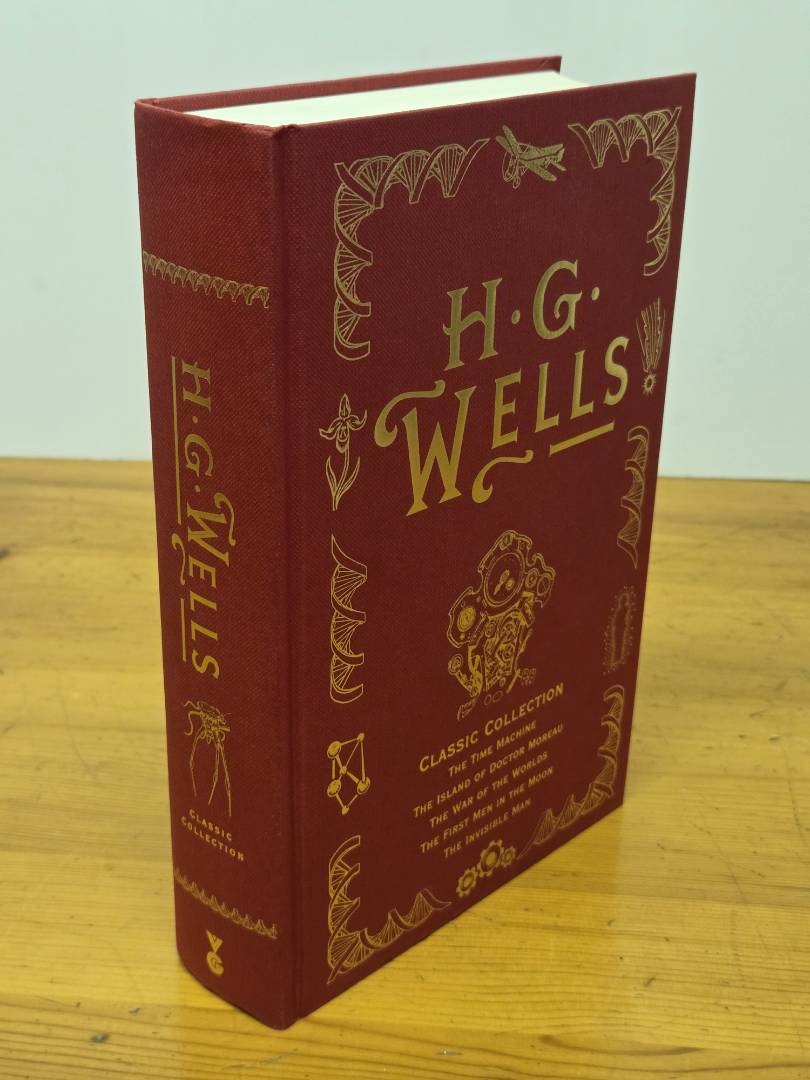 H·G·
WELLS
CLASSIC COLLECTION
THE TIME MACHINE
THE ISLAND OF DOCTOR MOREAU
THE WAR OF THE WORLDS
THE FIRST MEN IN THE MOON
THE INVISIBLE MAN
H·G·WELLS
CLASSIC
COLLECTION
VG